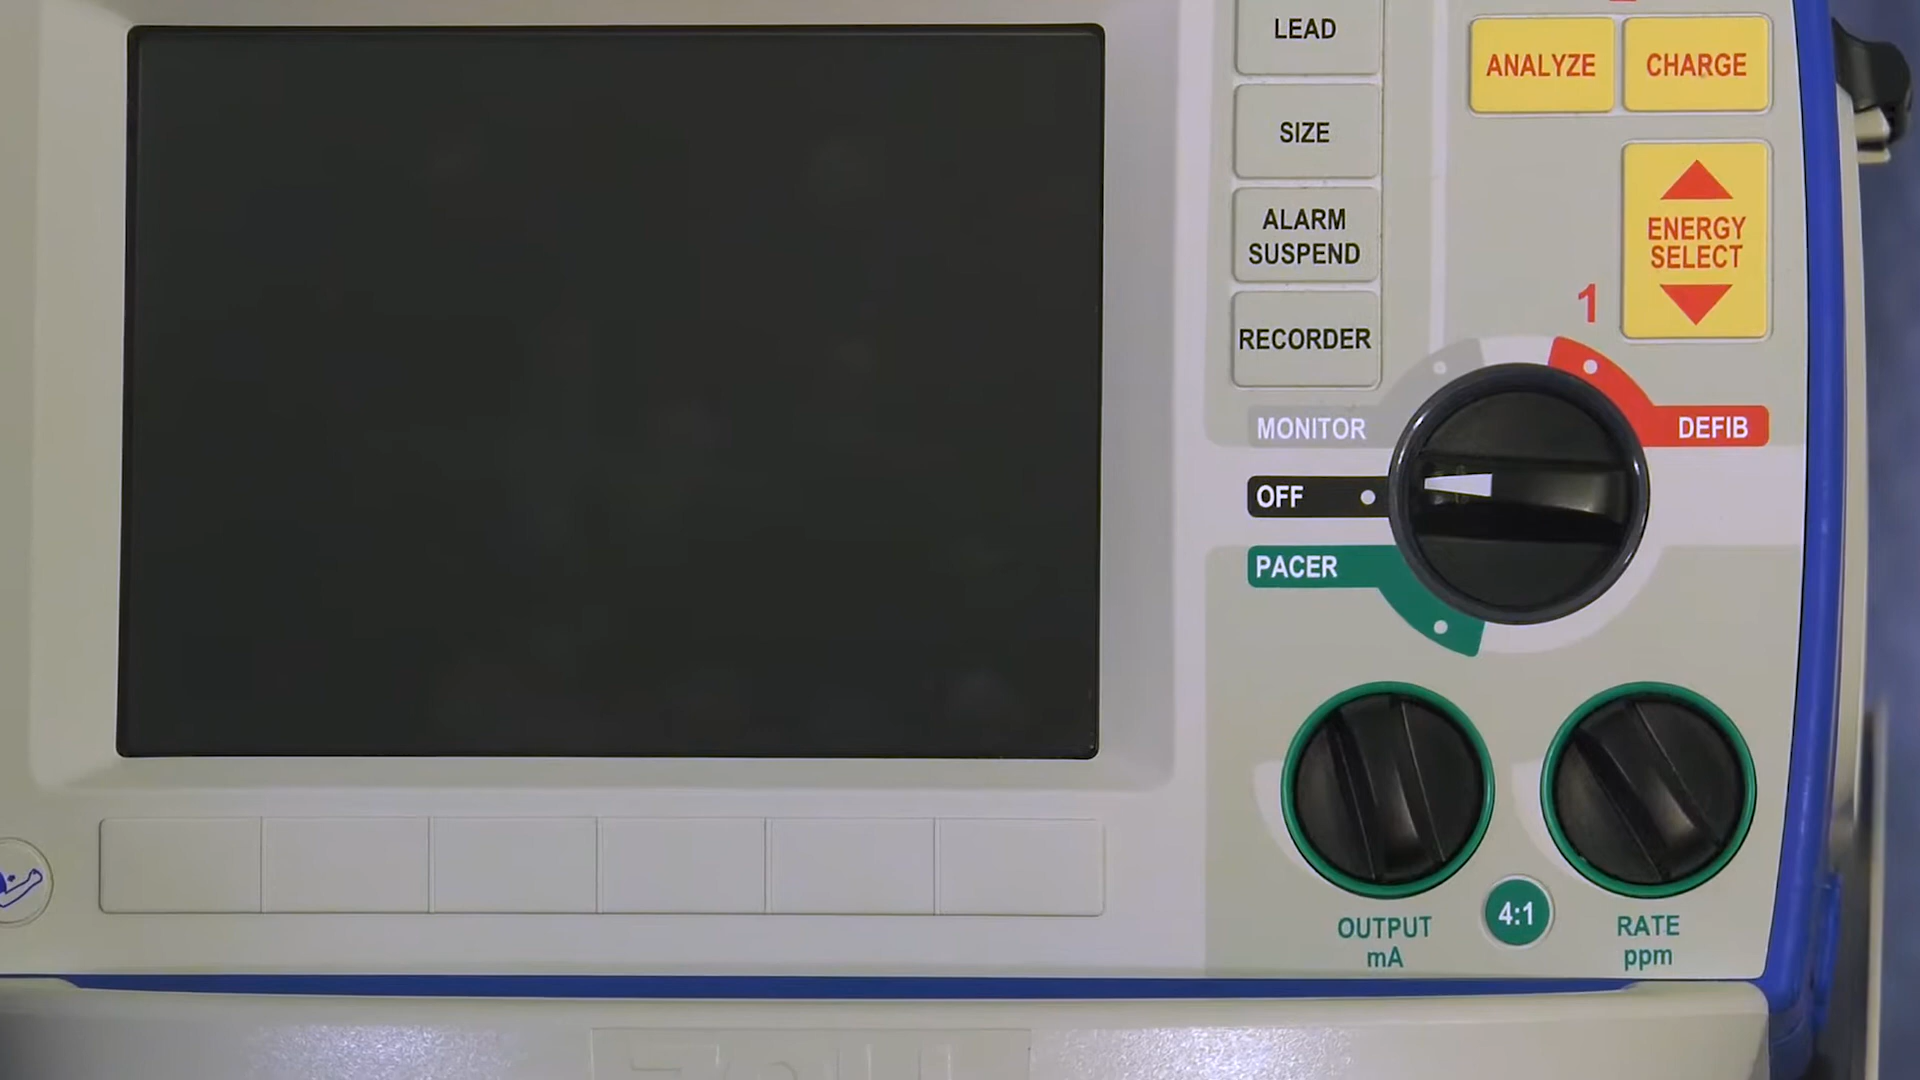 LEAD
SIZE
ALARM
SUSPEND
RECORDER
ANALYZE
CHARGE
ENERGY
SELECT
1
MONITOR
DEFIB
OFF
PACER
OUTPUT
mA
4:1
RATE
ppm
ZOLL